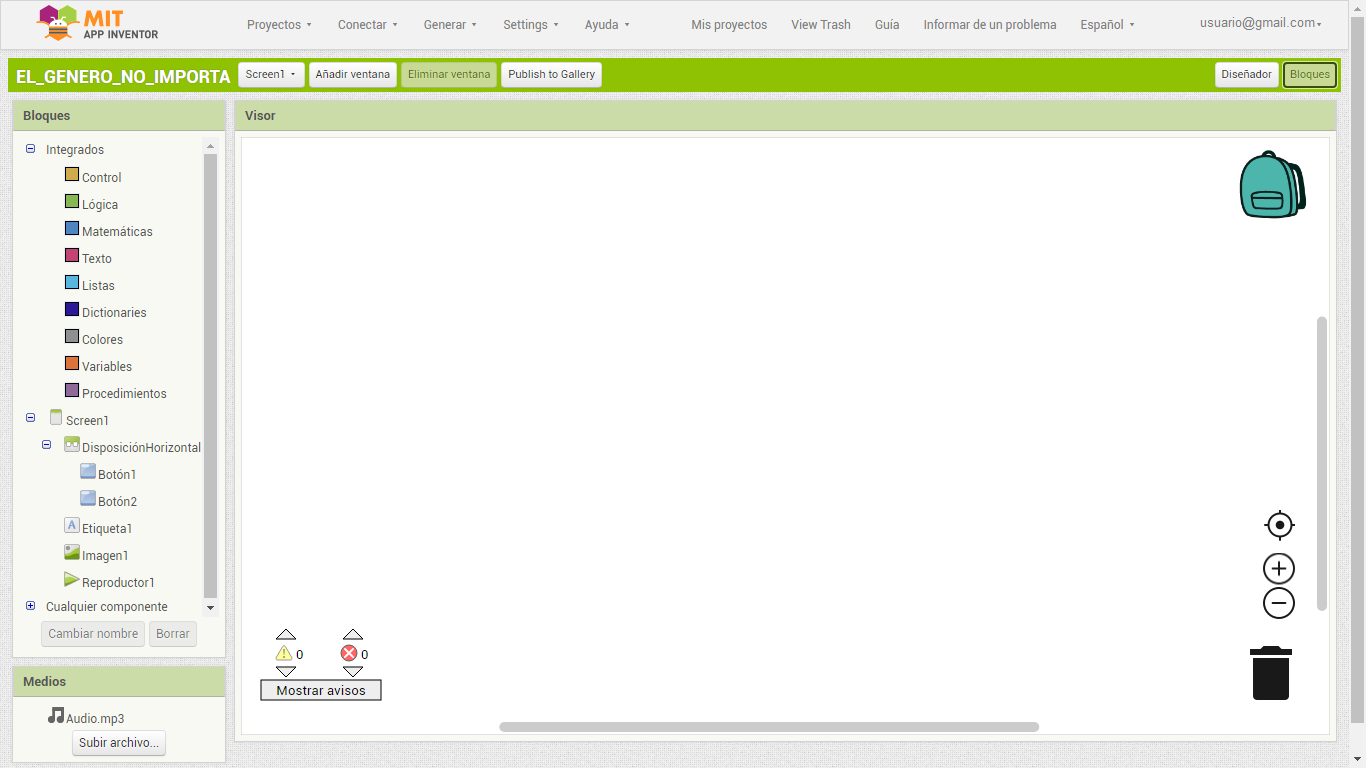 MIT
APP INVENTOR
Proyectos Conectar Generar Settings Ayuda Mis proyectos View Trash Guía Informar de un problema Español usuario@gmail.com
EL_GENERO_NO_IMPORTA Screen1 Añadir ventana Eliminar ventana Publish to Gallery Diseñador Bloques
Bloques
Integrados
Control
Lógica
Matemáticas
Texto
Listas
Dictionaries
Colores
Variables
Procedimientos
Screen1
DisposiciónHorizontal
Botón1
Botón2
Etiqueta1
A
Imagen1
Reproductor1
Cualquier componente
Cambiar nombre Borrar
Medios
Audio.mp3
Subir archivo...
Visor
0 0
Mostrar avisos